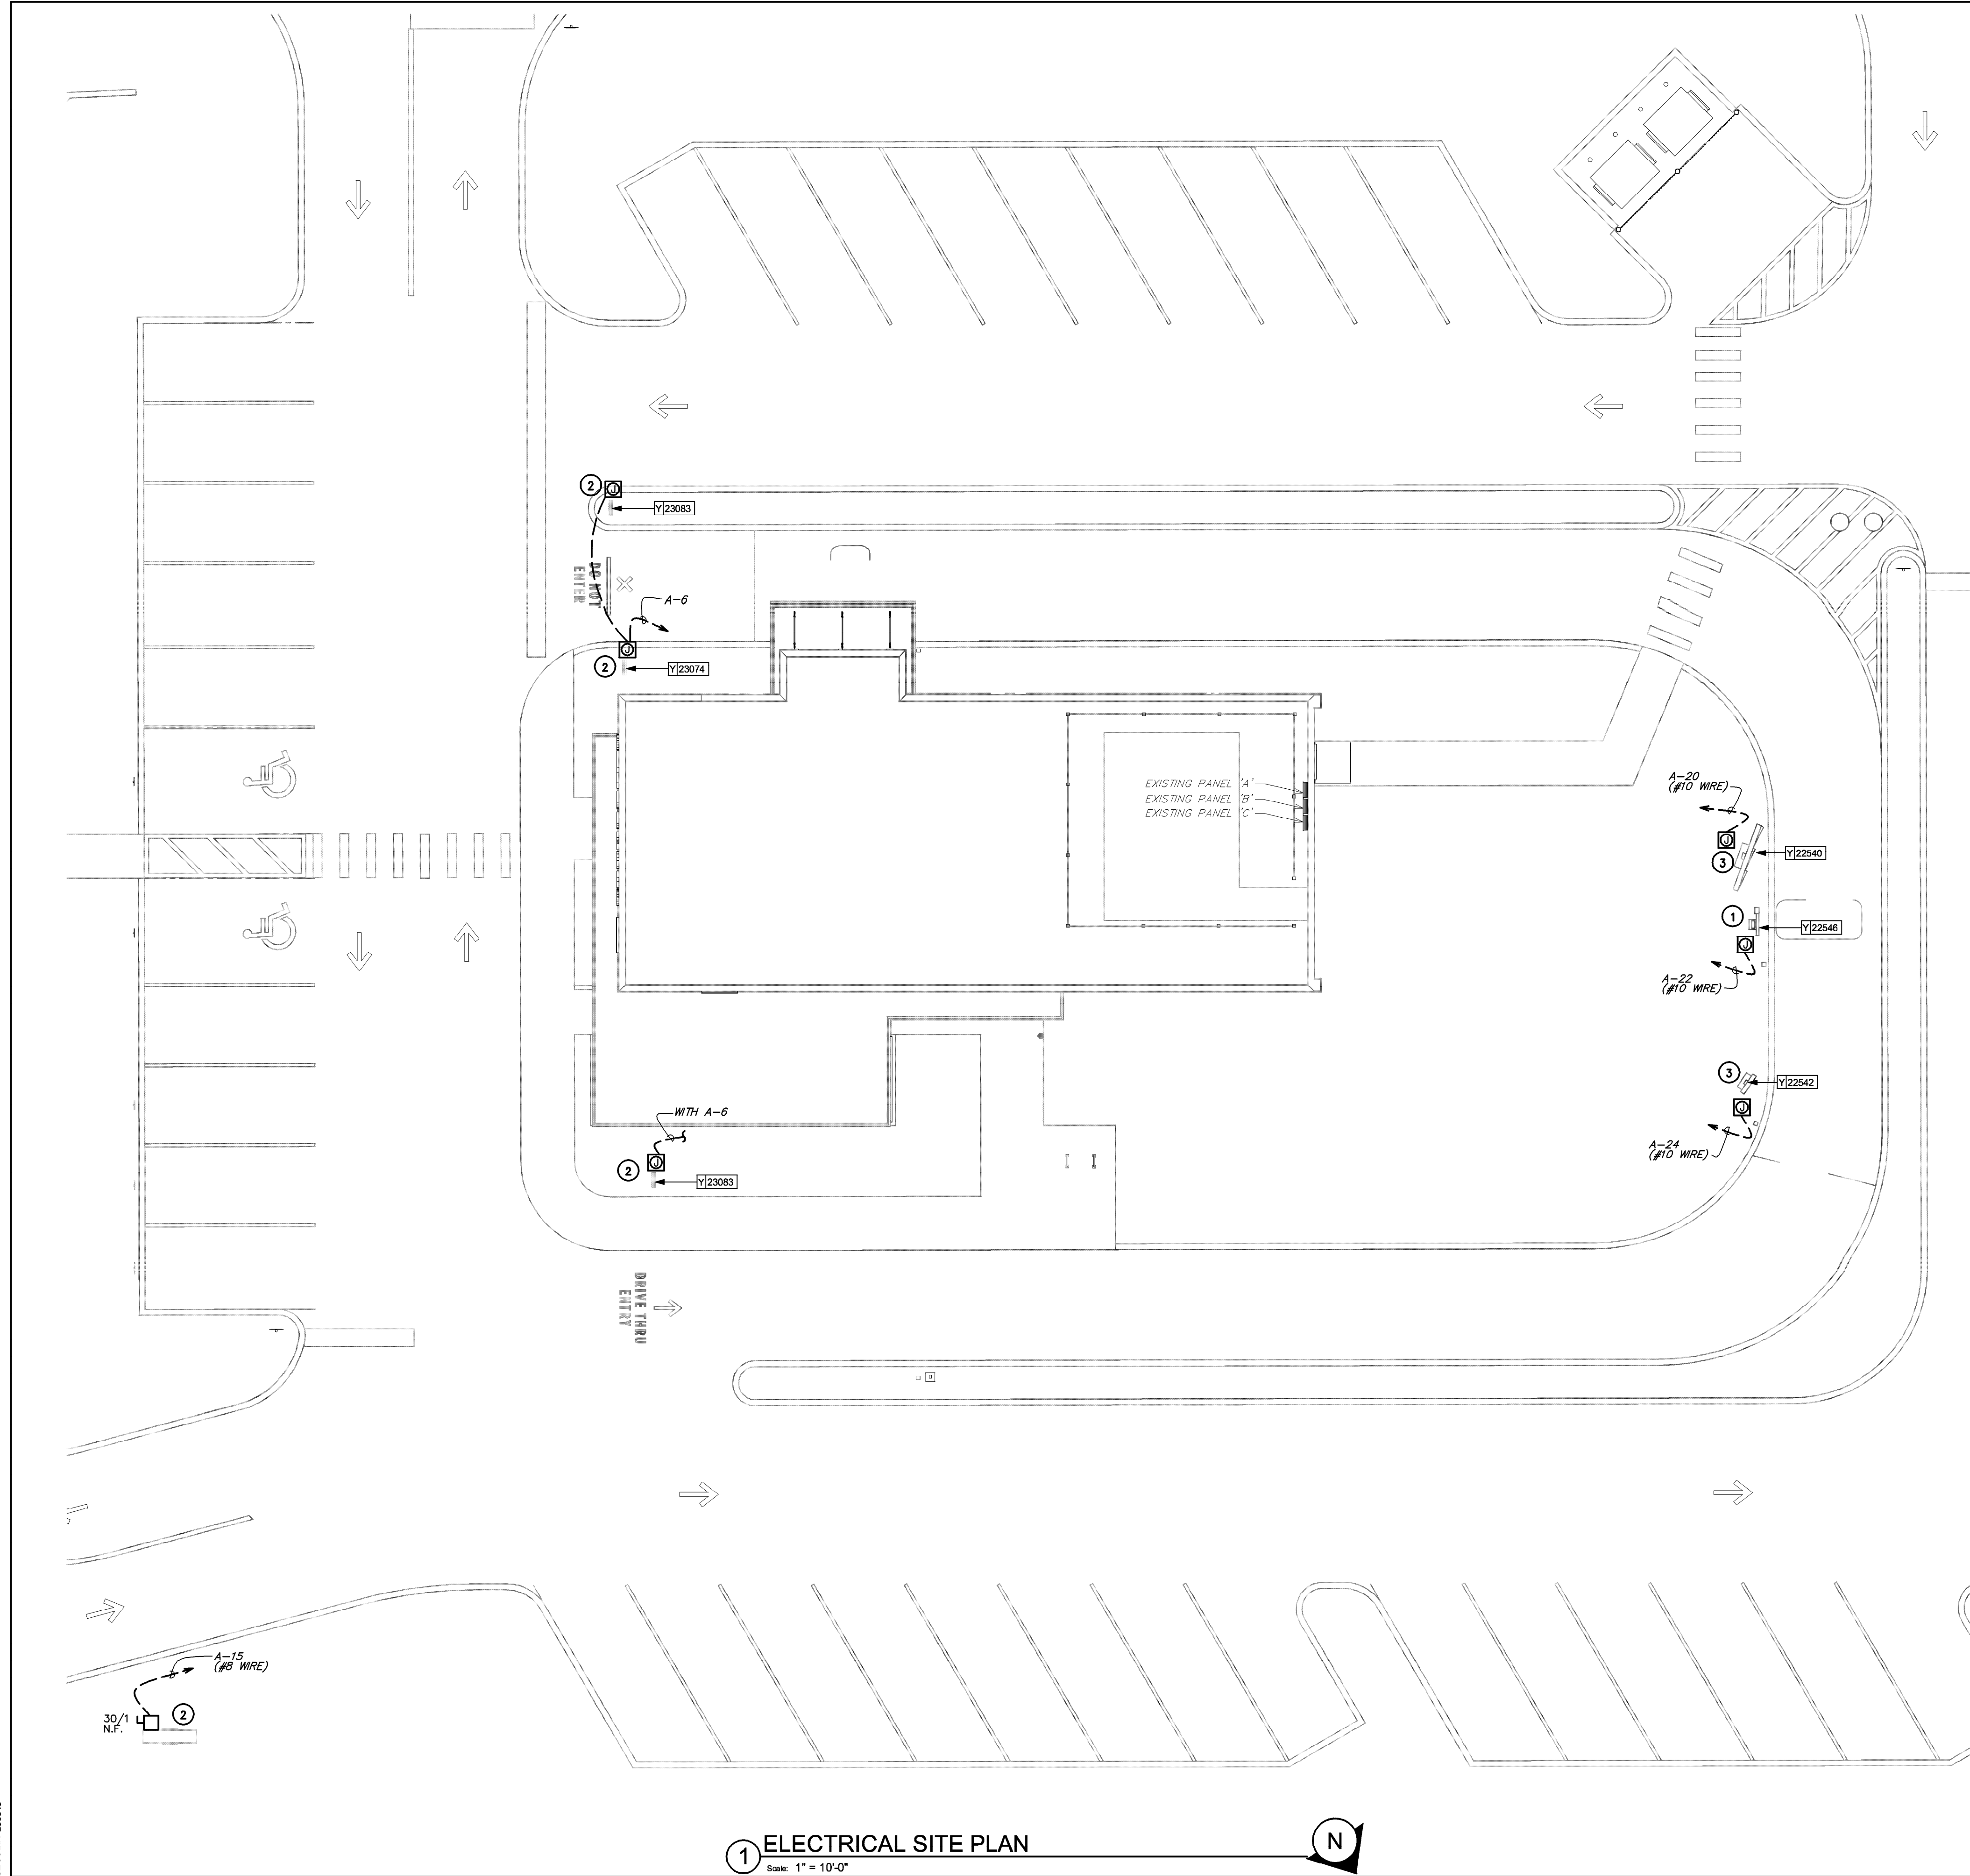 2
J
Y 23083
DO NOT
ENTER
A-6
J
2
Y 23074
EXISTING PANEL 'A'
EXISTING PANEL 'B'
EXISTING PANEL 'C'
A-20
(#10 WIRE)
J
3
Y 22540
1
Y 22546
J
A-22
(#10 WIRE)
3
Y 22542
J
A-24
(#10 WIRE)
WITH A-6
J
2
Y 23083
DRIVE THRU
ENTRY
A-15
(#8 WIRE)
2
30/1
N.F.
1
ELECTRICAL SITE PLAN
Scale: 1" = 10'-0"
N